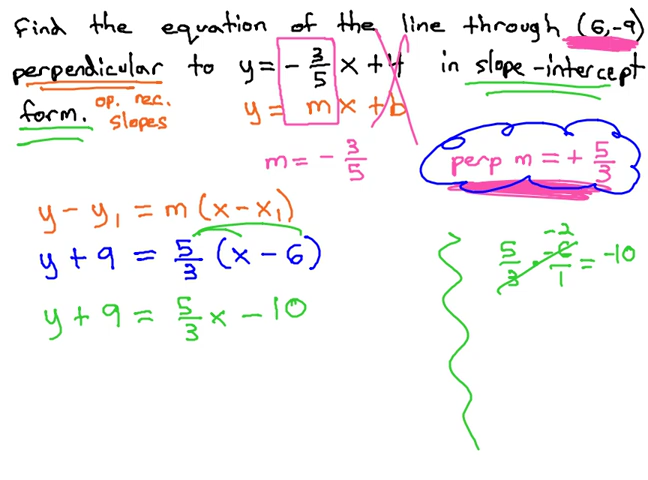 Find the equation of the line through (6,-9)
perpendicular to y = -3/5 x + 4 in slope-intercept
form. op. rec. slopes y = mx + b
m = -3/5
perp m = + 5/3
y - y₁ = m(x - x₁)
y + 9 = 5/3 (x - 6)
y + 9 = 5/3 x - 10
5/3 · -6/1 = -10
-2